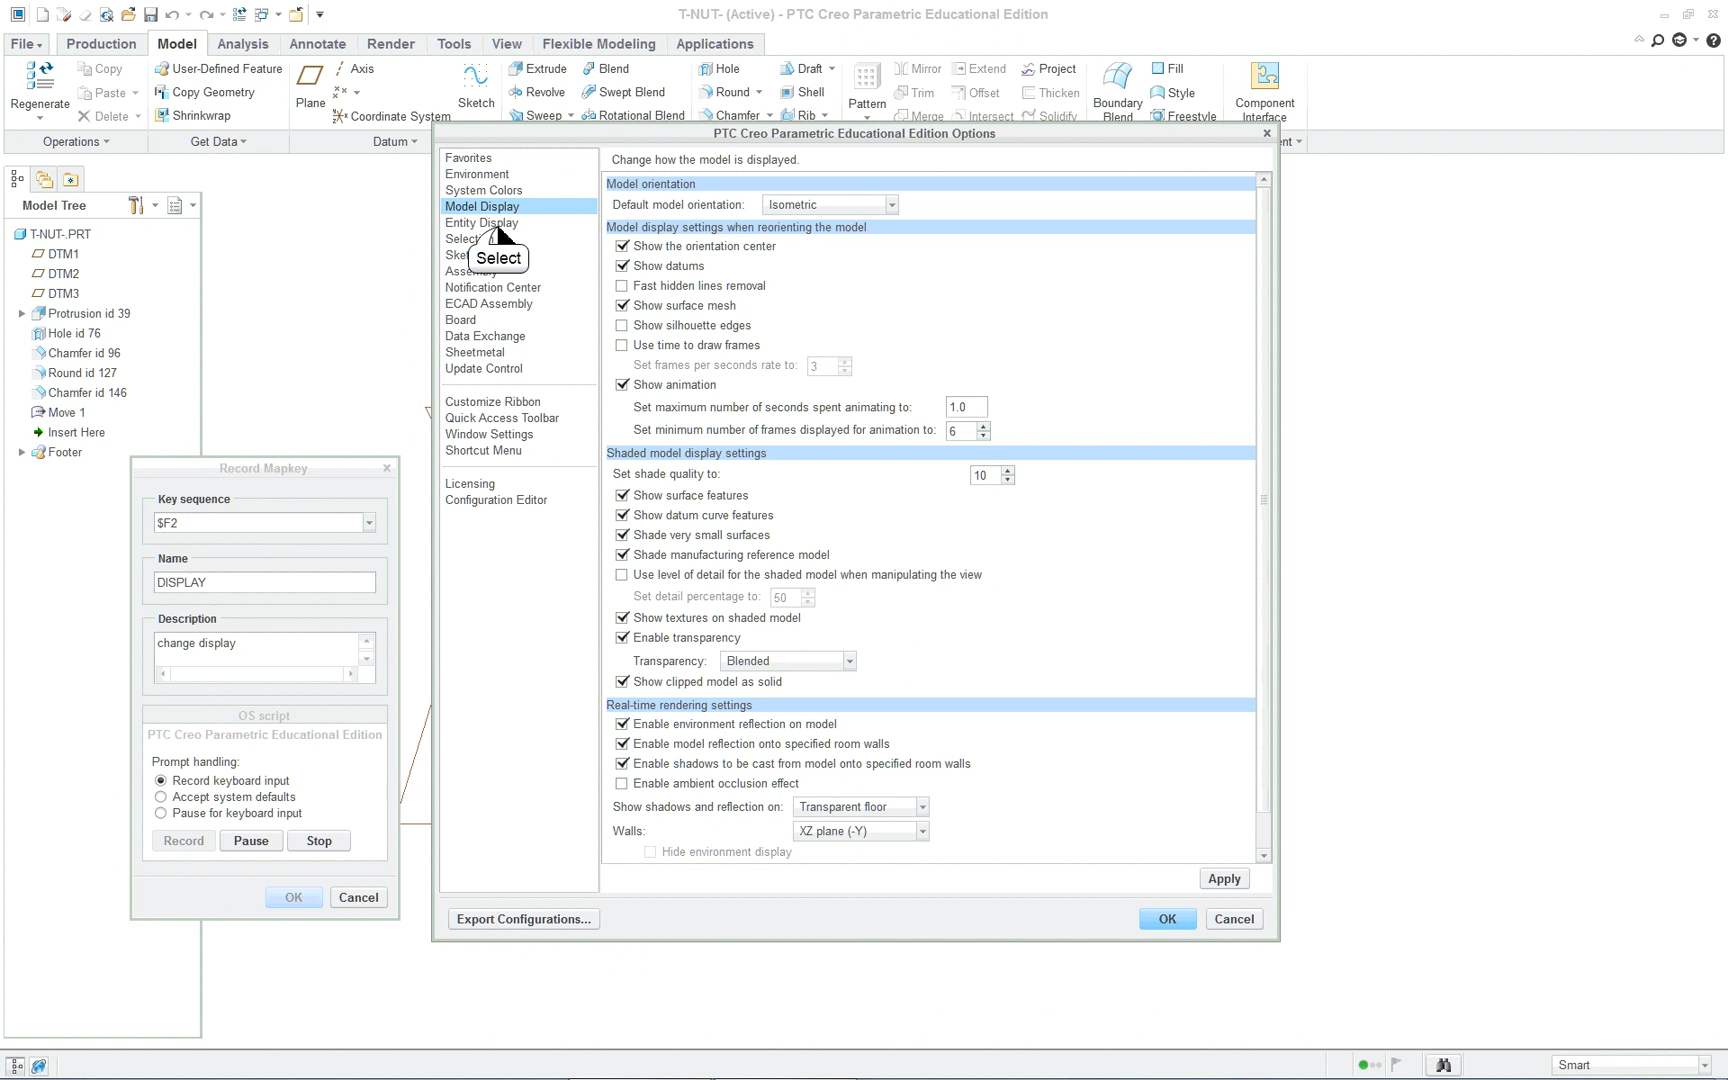 T-NUT- (Active) - PTC Creo Parametric Educational Edition
File Production Model Analysis Annotate Render Tools View Flexible Modeling Applications
Regenerate
Copy
Paste
Delete
User-Defined Feature
Copy Geometry
Shrinkwrap
Plane
Axis
Coordinate System
Sketch
Extrude
Revolve
Sweep
Blend
Swept Blend
Rotational Blend
Hole
Round
Chamfer
Draft
Shell
Rib
Pattern
Mirror
Trim
Merge
Extend
Offset
Intersect
Project
Thicken
Solidify
Boundary
Blend
Fill
Style
Freestyle
Component
Interface
Operations Get Data Datum
PTC Creo Parametric Educational Edition Options
Model Tree
T-NUT-.PRT
DTM1
DTM2
DTM3
Protrusion id 39
Hole id 76
Chamfer id 96
Round id 127
Chamfer id 146
Move 1
Insert Here
Footer
Record Mapkey
Key sequence
$F2
Name
DISPLAY
Description
change display
OS script
PTC Creo Parametric Educational Edition
Prompt handling:
Record keyboard input
Accept system defaults
Pause for keyboard input
Record Pause Stop
OK Cancel
Favorites
Environment
System Colors
Model Display
Entity Display
Select
Notification Center
ECAD Assembly
Board
Data Exchange
Sheetmetal
Update Control
Customize Ribbon
Quick Access Toolbar
Window Settings
Shortcut Menu
Licensing
Configuration Editor
Change how the model is displayed.
Model orientation
Default model orientation: Isometric
Model display settings when reorienting the model
Show the orientation center
Show datums
Fast hidden lines removal
Show surface mesh
Show silhouette edges
Use time to draw frames
Set frames per seconds rate to: 3
Show animation
Set maximum number of seconds spent animating to: 1.0
Set minimum number of frames displayed for animation to: 6
Shaded model display settings
Set shade quality to: 10
Show surface features
Show datum curve features
Shade very small surfaces
Shade manufacturing reference model
Use level of detail for the shaded model when manipulating the view
Set detail percentage to: 50
Show textures on shaded model
Enable transparency
Transparency: Blended
Show clipped model as solid
Real-time rendering settings
Enable environment reflection on model
Enable model reflection onto specified room walls
Enable shadows to be cast from model onto specified room walls
Enable ambient occlusion effect
Show shadows and reflection on: Transparent floor
Walls: XZ plane (-Y)
Hide environment display
Apply
Export Configurations... OK Cancel
Smart